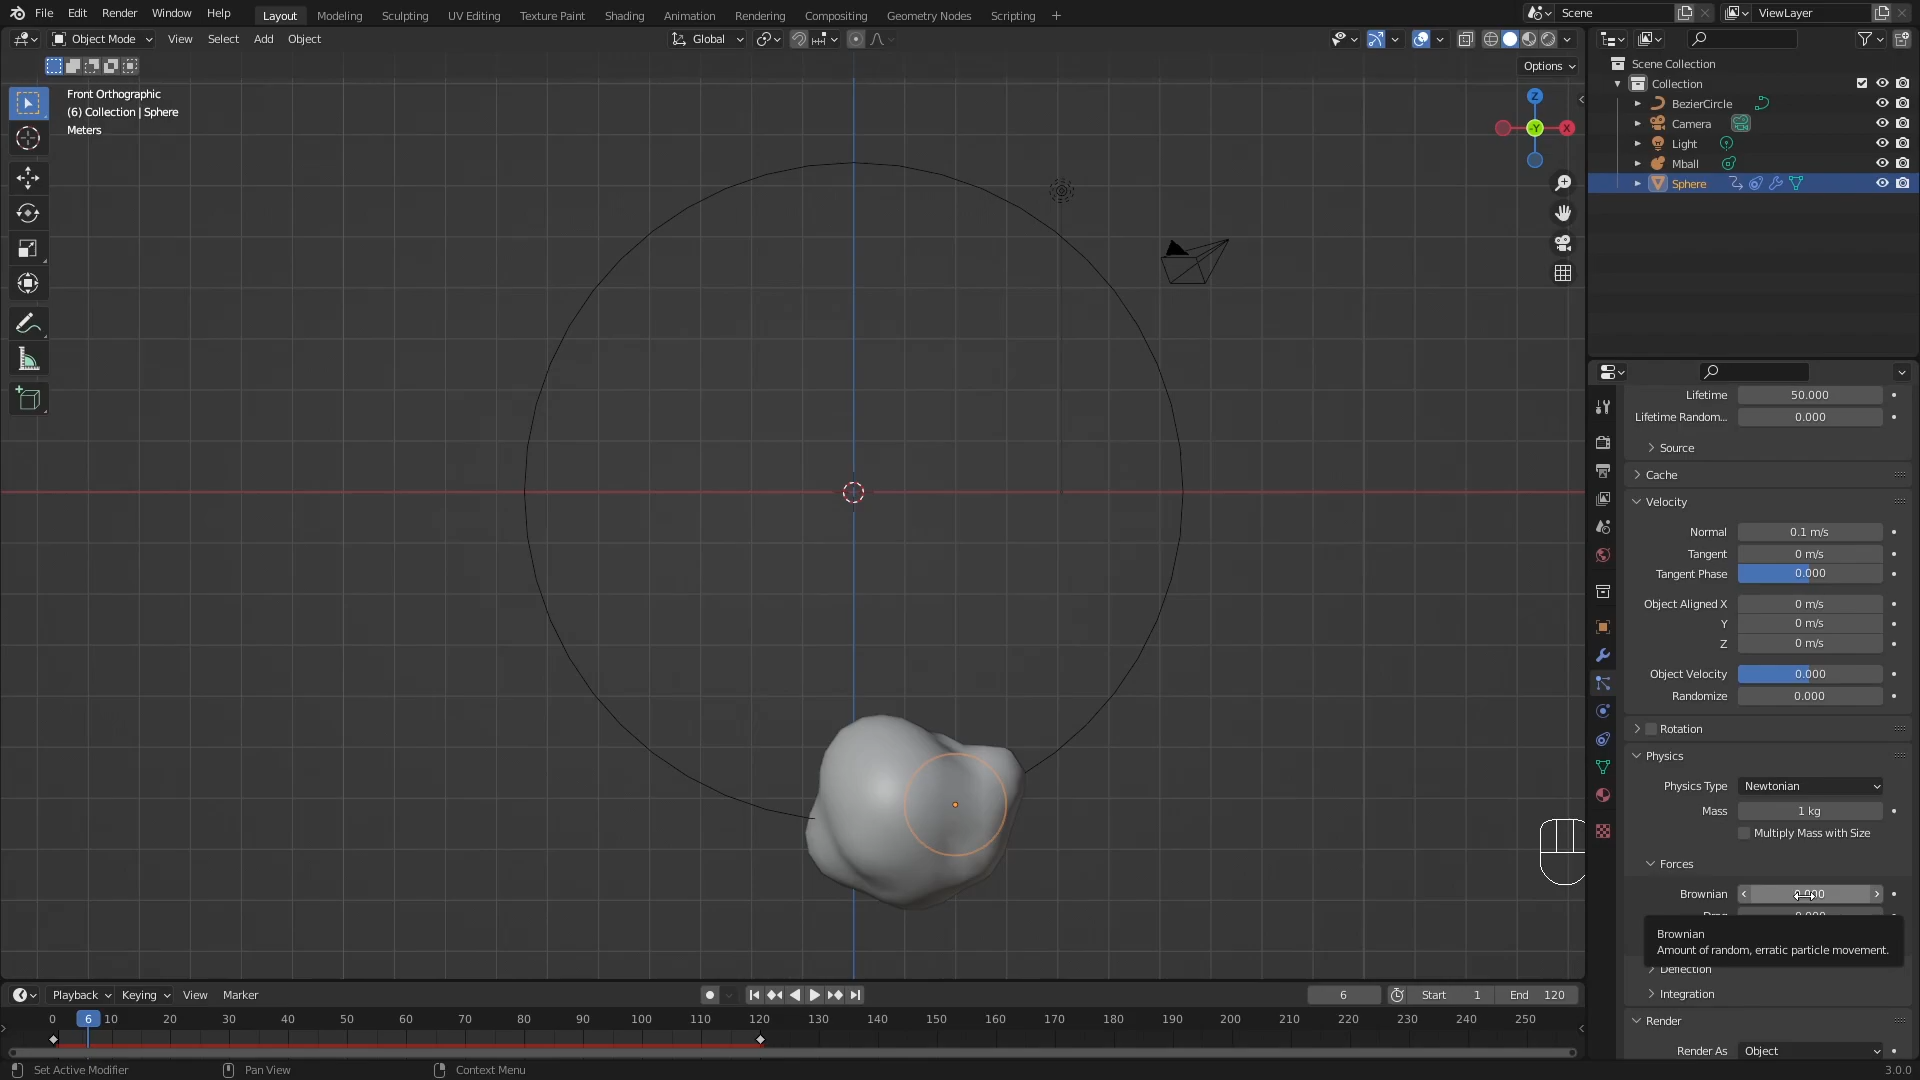 File Edit Render Window Help Layout Modeling Sculpting UV Editing Texture Paint Shading Animation Rendering Compositing Geometry Nodes Scripting + Scene ViewLayer
Object Mode View Select Add Object Global
Options
Front Orthographic
(6) Collection | Sphere
Meters
Z
-Y X
Scene Collection
Collection
BezierCircle
Camera
Light
Mball
Sphere
Lifetime 50.000
Lifetime Random... 0.000
Source
Cache
Velocity
Normal 0.1 m/s
Tangent 0 m/s
Tangent Phase 0.000
Object Aligned X 0 m/s
Y 0 m/s
Z 0 m/s
Object Velocity 0.000
Randomize 0.000
Rotation
Physics
Physics Type Newtonian
Mass 1 kg
Multiply Mass with Size
Forces
Brownian
Brownian
Amount of random, erratic particle movement.
Deflection
Integration
Render
Render As Object
Playback Keying View Marker 6 Start 1 End 120
0 6 10 20 30 40 50 60 70 80 90 100 110 120 130 140 150 160 170 180 190 200 210 220 230 240 250
Set Active Modifier Pan View Context Menu 3.0.0